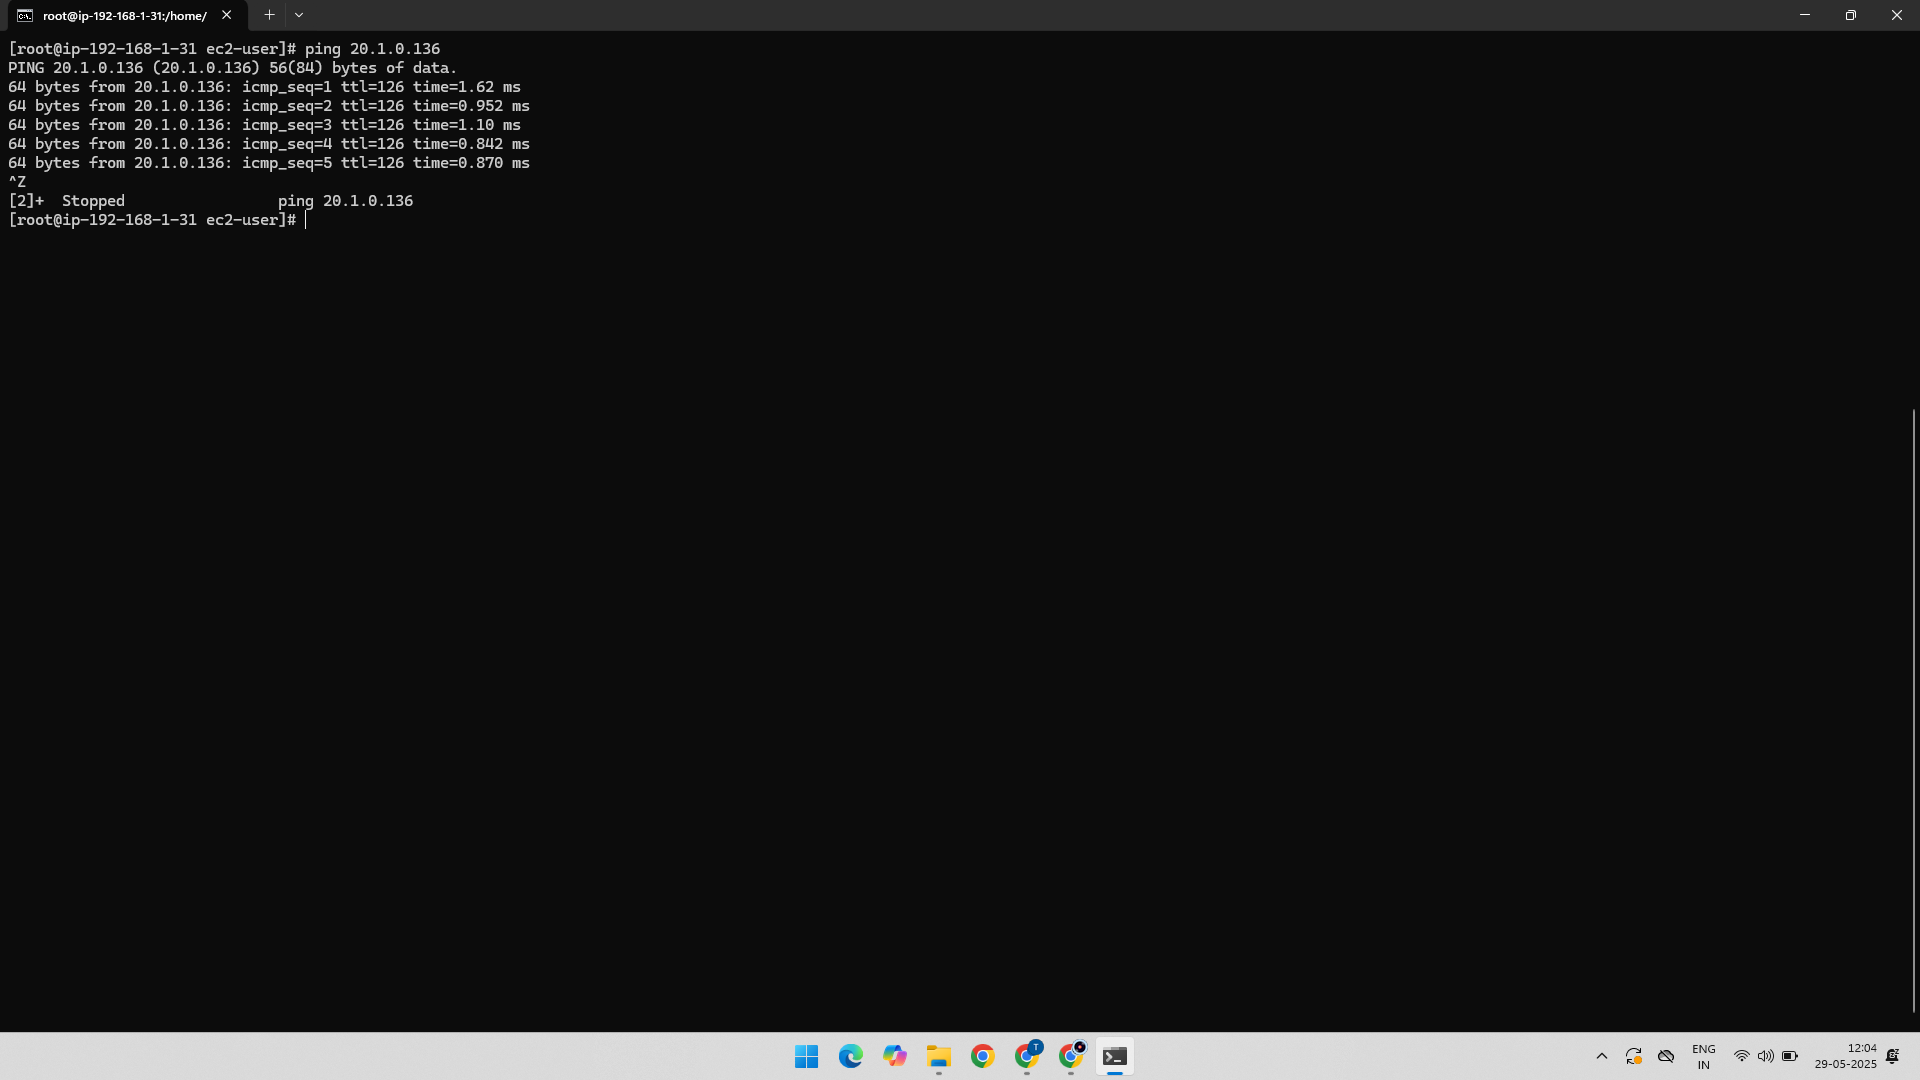 root@ip-192-168-1-31:/home/
[root@ip-192-168-1-31 ec2-user]# ping 20.1.0.136
PING 20.1.0.136 (20.1.0.136) 56(84) bytes of data.
64 bytes from 20.1.0.136: icmp_seq=1 ttl=126 time=1.62 ms
64 bytes from 20.1.0.136: icmp_seq=2 ttl=126 time=0.952 ms
64 bytes from 20.1.0.136: icmp_seq=3 ttl=126 time=1.10 ms
64 bytes from 20.1.0.136: icmp_seq=4 ttl=126 time=0.842 ms
64 bytes from 20.1.0.136: icmp_seq=5 ttl=126 time=0.870 ms
^Z
[2]+  Stopped                 ping 20.1.0.136
[root@ip-192-168-1-31 ec2-user]#
T
ENG
IN
12:04
29-05-2025